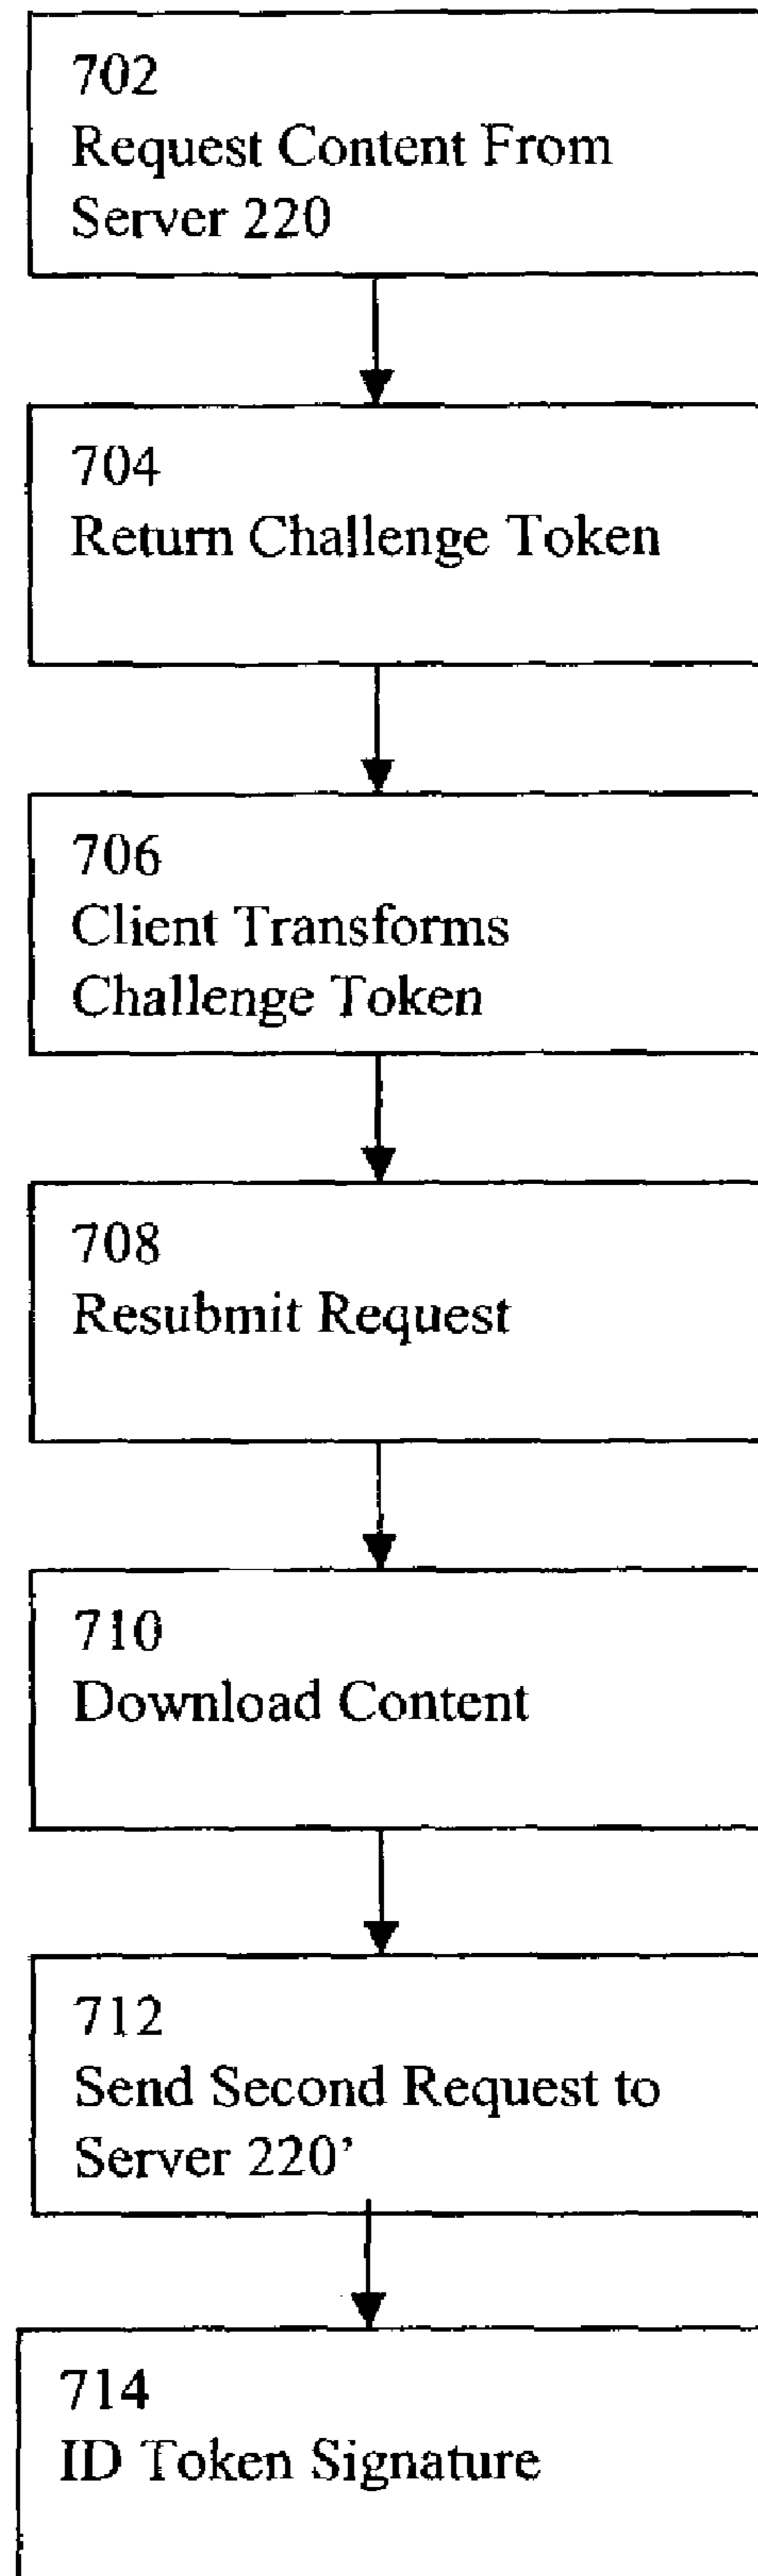 702
Request Content From
Server 220
704
Return Challenge Token
706
Client Transforms
Challenge Token
708
Resubmit Request
710
Download Content
712
Send Second Request to
Server 220’
714
ID Token Signature